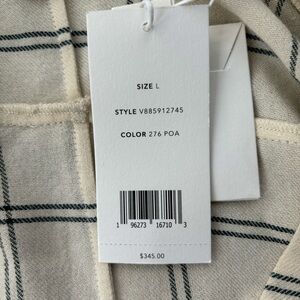 SIZE L
STYLE V885912745
COLOR 276 POA
1 96273 16710 3
$345.00